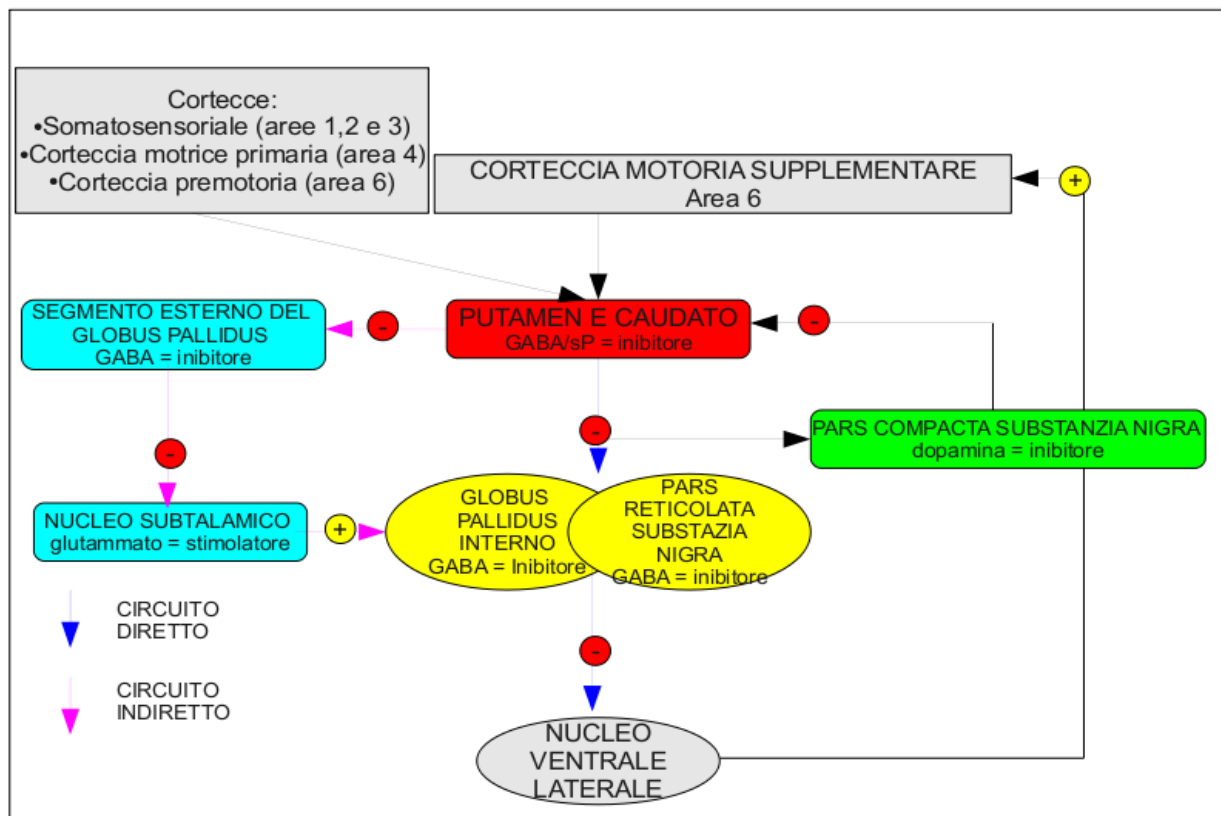 Cortecce:
•Somatosensoriale (aree 1,2 e 3)
•Corteccia motrice primaria (area 4)
•Corteccia premotoria (area 6)
CORTECCIA MOTORIA SUPPLEMENTARE
Area 6
+
SEGMENTO ESTERNO DEL
GLOBUS PALLIDUS
GABA = inibitore
-
PUTAMEN E CAUDATO
GABA/sP = inibitore
-
-
PARS COMPACTA SUBSTANZIA NIGRA
dopamina = inibitore
-
NUCLEO SUBTALAMICO
glutammato = stimolatore
+
GLOBUS
PALLIDUS
INTERNO
GABA = Inibitore
PARS
RETICOLATA
SUBSTAZIA
NIGRA
GABA = inibitore
CIRCUITO
DIRETTO
-
CIRCUITO
INDIRETTO
NUCLEO
VENTRALE
LATERALE